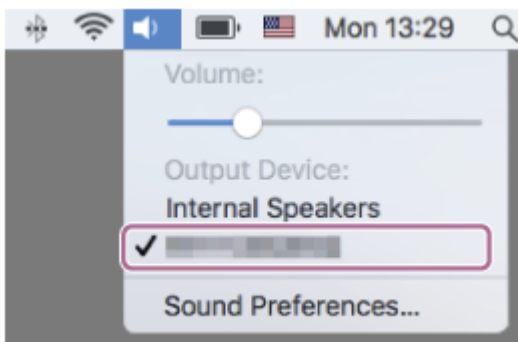 Mon 13:29
Volume:
Output Device:
Internal Speakers
Sound Preferences...